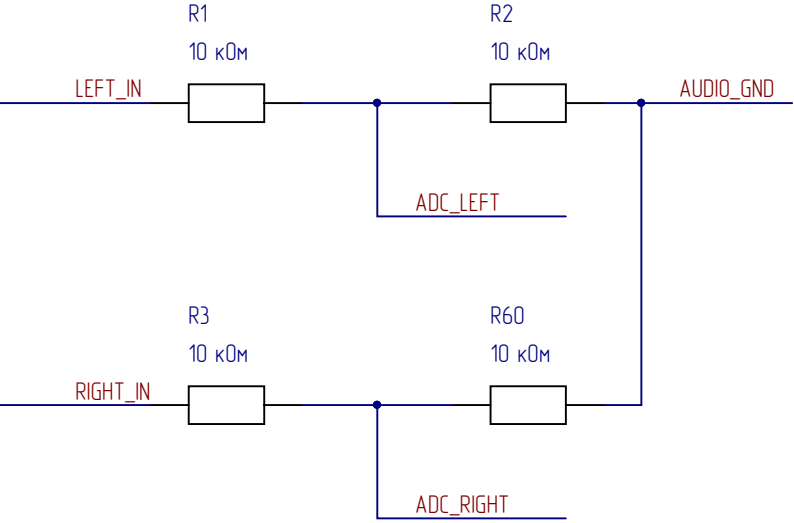 R1
R2
10 кОм
10 кОм
LEFT_IN
AUDIO_GND
ADC_LEFT
R3
R60
10 кОм
10 кОм
RIGHT_IN
ADC_RIGHT